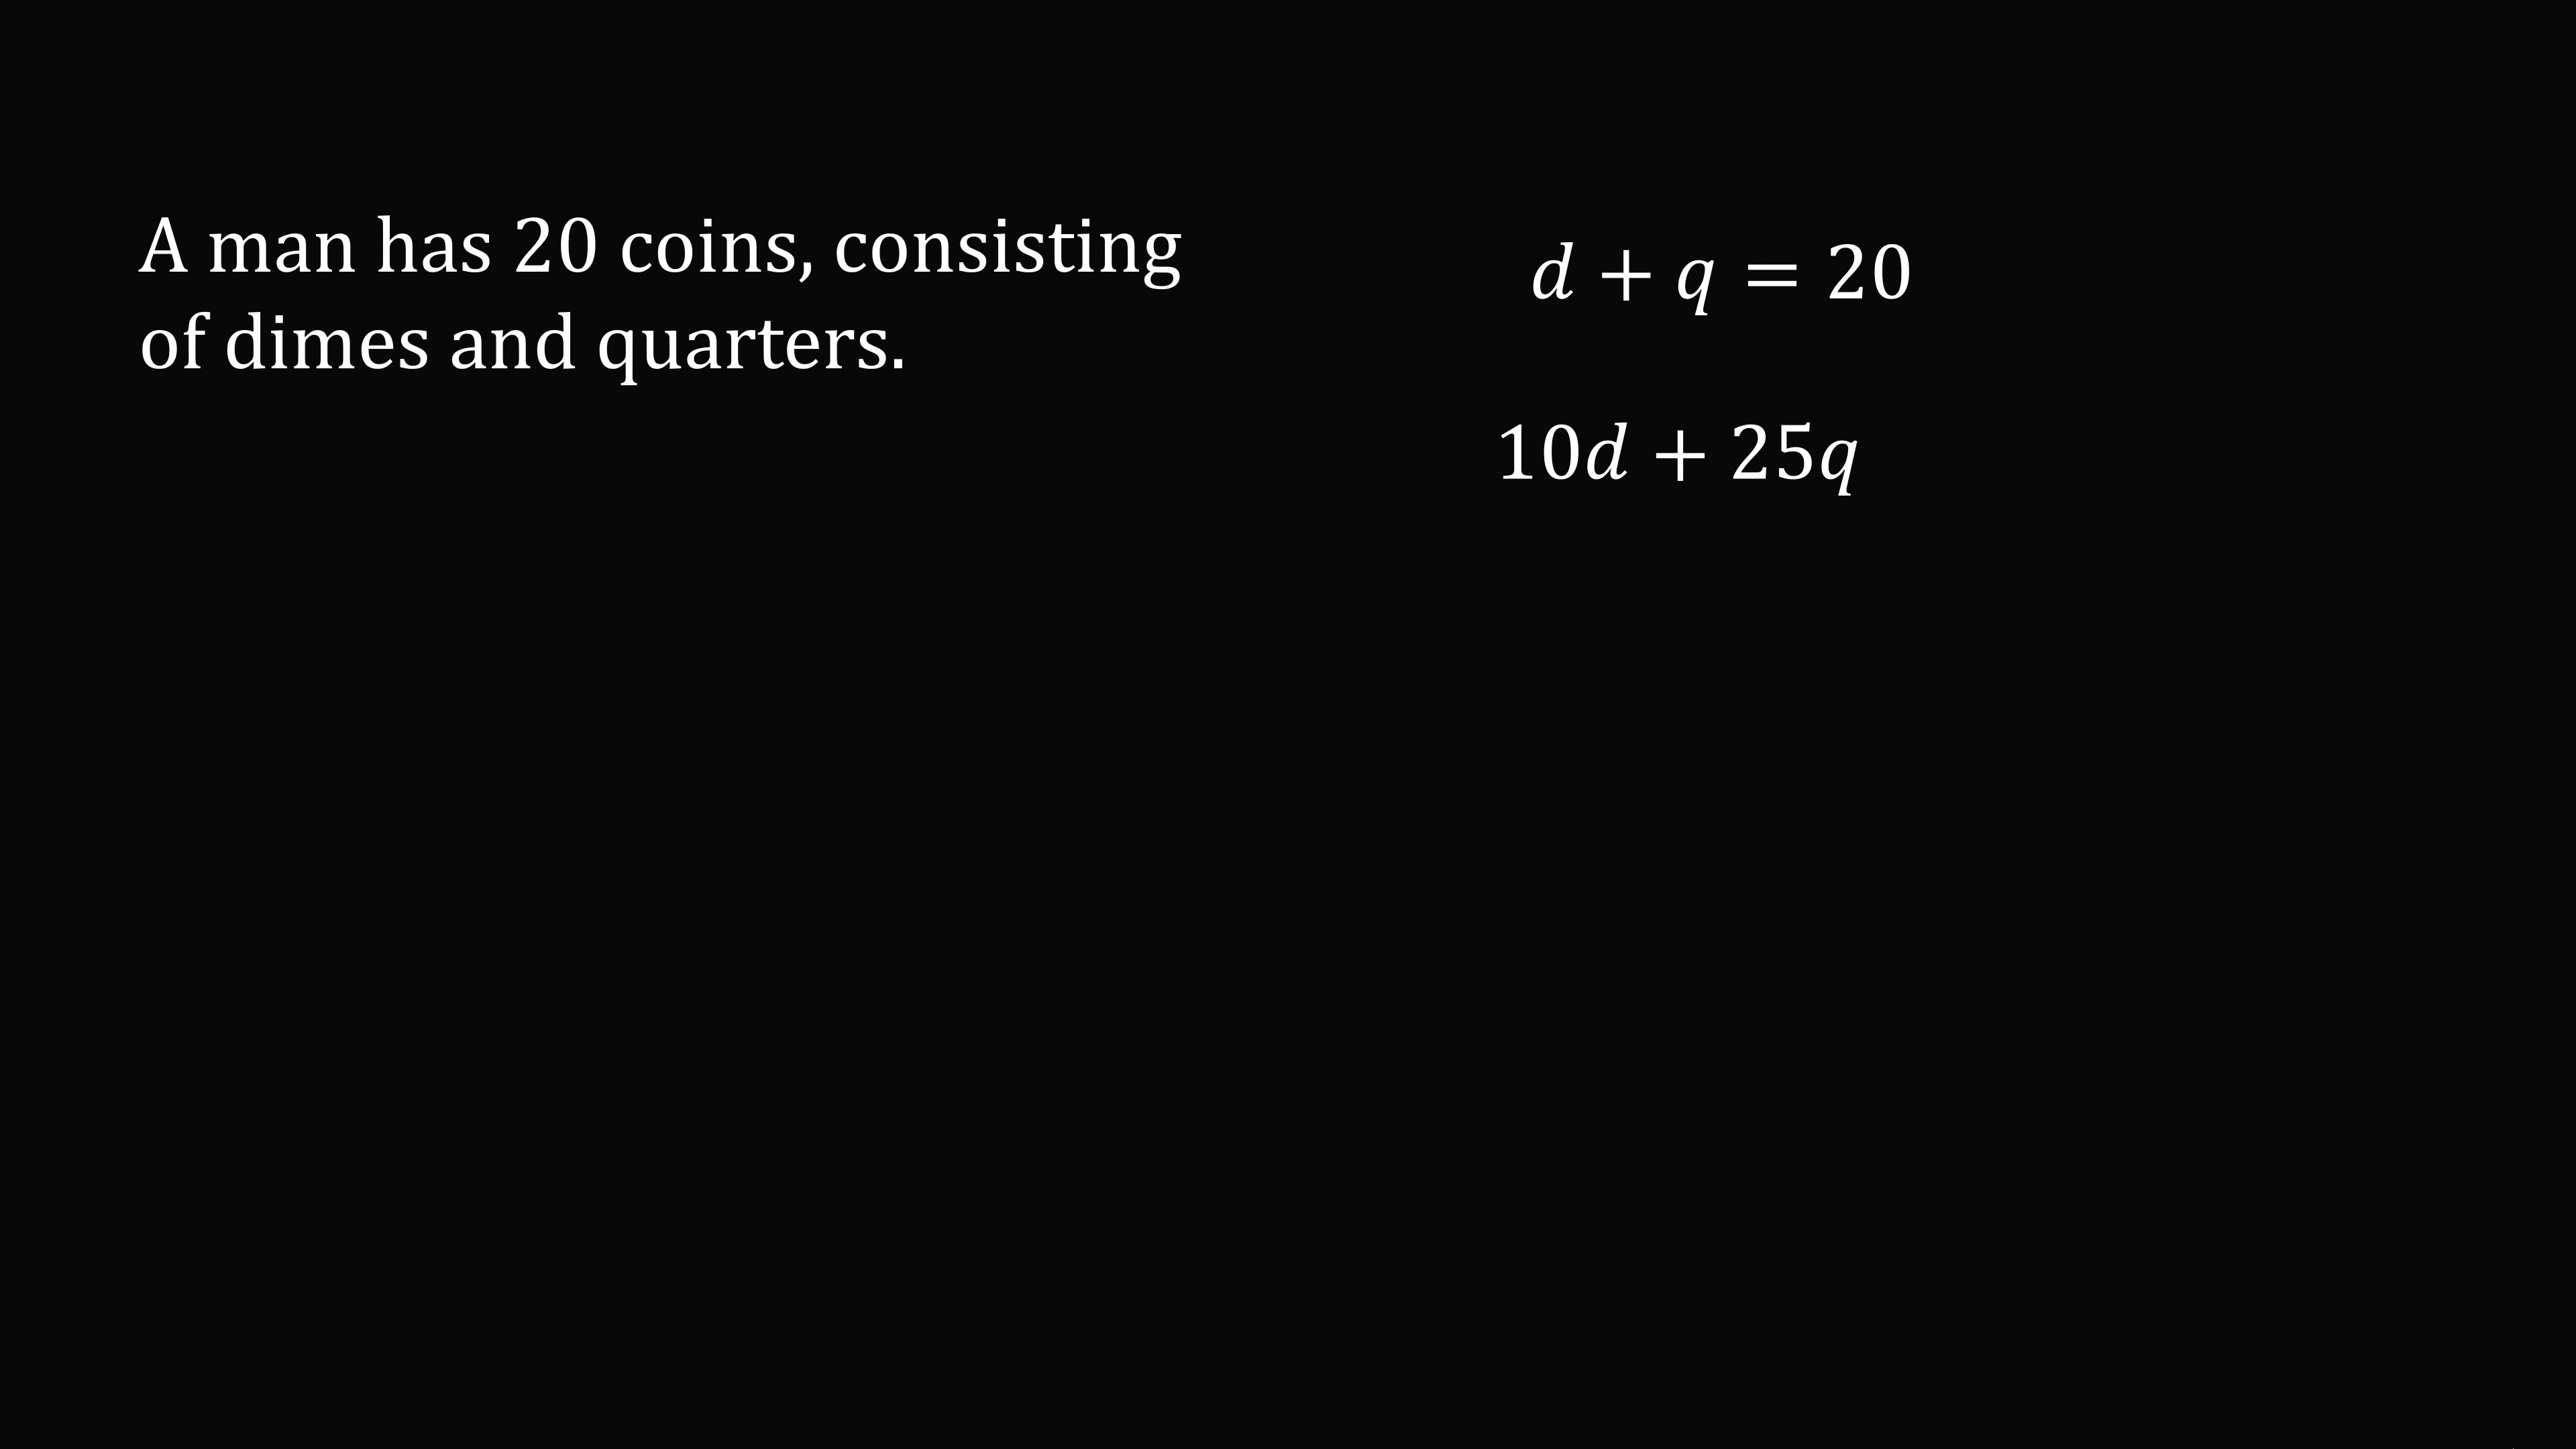 A man has 20 coins, consisting
of dimes and quarters.
d + q = 20
10d + 25q